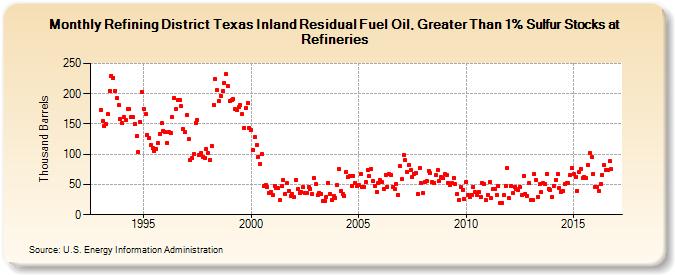 Monthly Refining District Texas Inland Residual Fuel Oil, Greater Than 1% Sulfur Stocks at
Refineries
Thousand Barrels
250
200
150
100
50
0
1995
2000
2005
2010
2015
Source: U.S. Energy Information Administration